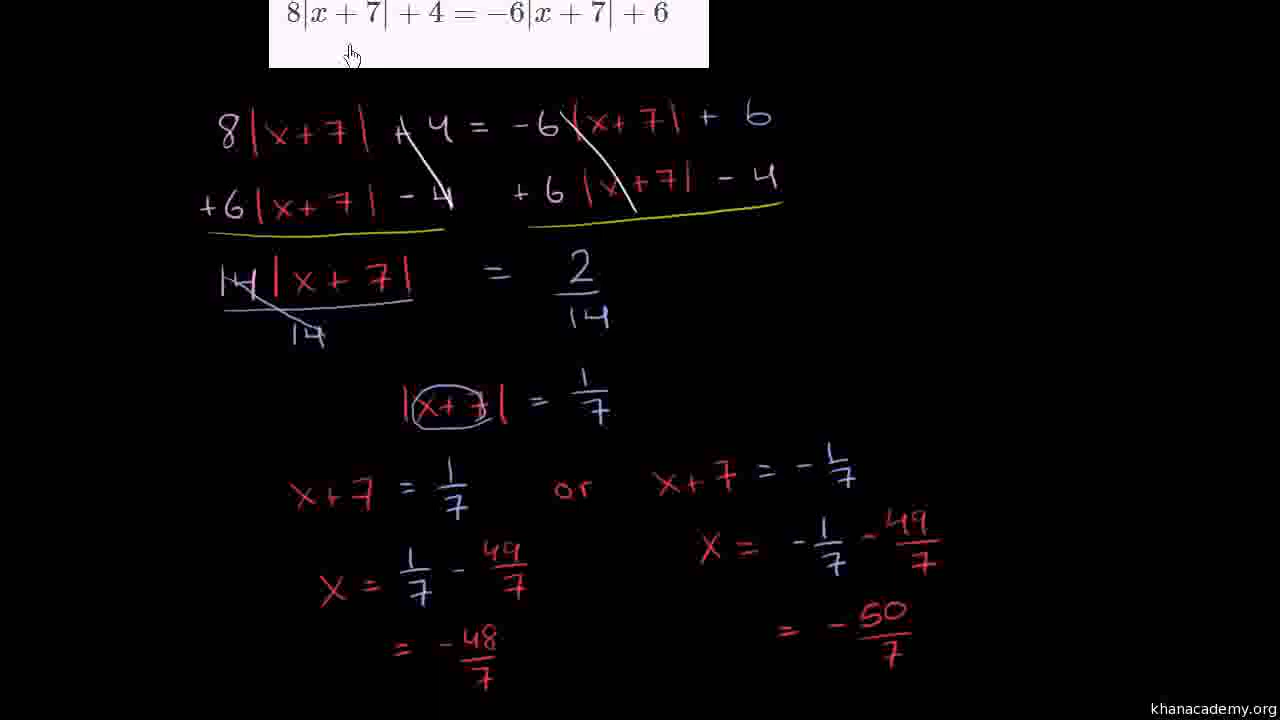 8|x + 7| + 4 = −6|x + 7| + 6
8|x+7| +4 = -6|x+7| + 6
+6|x+7| - 4 +6|x+7| - 4
14|x+7| = 2
14 14
|x+7| = 1/7
x+7 = 1/7 or x+7 = -1/7
x = 1/7 - 49/7 x = -1/7 - 49/7
= -48/7 = -50/7
khanacademy.org